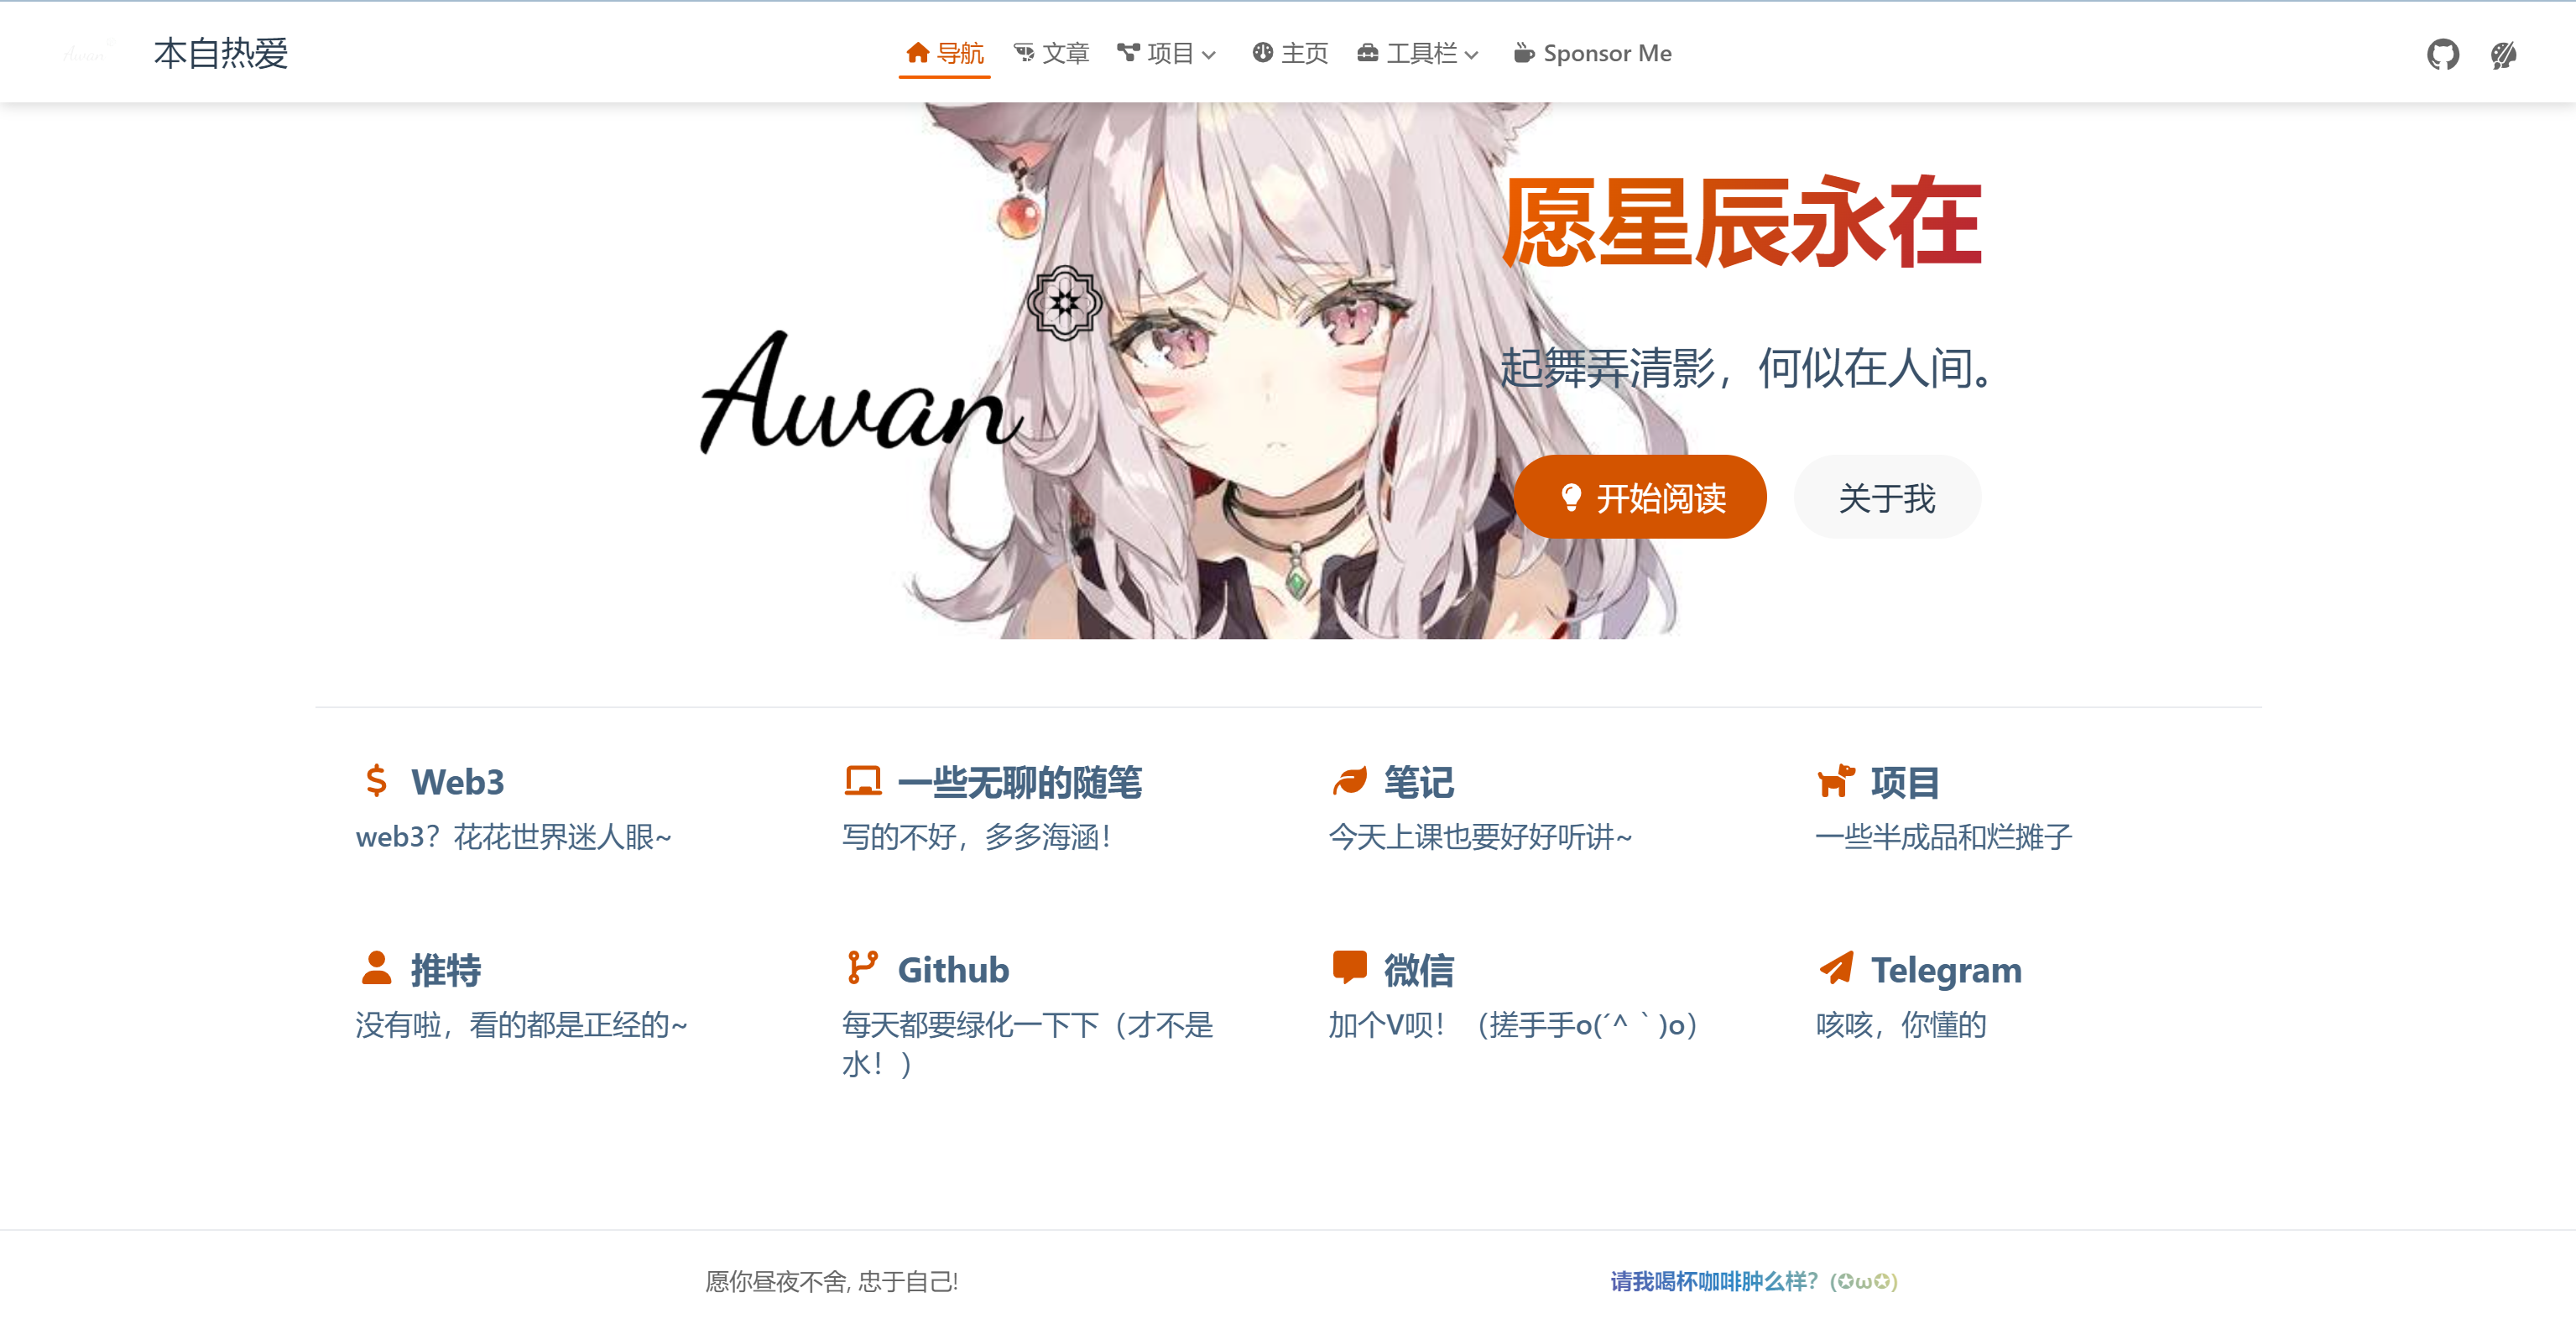 Awan 本自热爱
导航 文章 项目 主页 工具栏 Sponsor Me
愿星辰永在
Awan
起舞弄清影，何似在人间。
开始阅读 关于我
Web3 一些无聊的随笔 笔记 项目
web3？花花世界迷人眼~ 写的不好，多多海涵！ 今天上课也要好好听讲~ 一些半成品和烂摊子
推特 Github 微信 Telegram
没有啦，看的都是正经的~ 每天都要绿化一下下（才不是 加个V呗！（搓手手o(´^｀)o） 咳咳，你懂的
水！)
愿你昼夜不舍, 忠于自己! 请我喝杯咖啡肿么样？(✪ω✪)